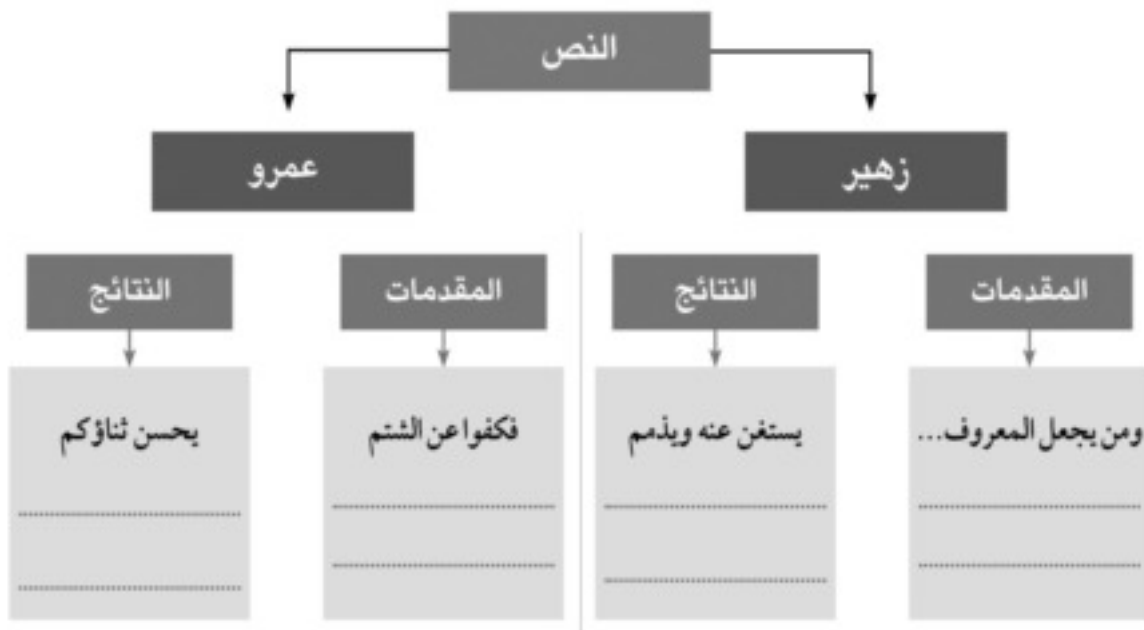 النص
زهير
عمرو
المقدمات
النتائج
المقدمات
النتائج
ومن يجعل المعروف...
يستغن عنه ويذمم
فكفوا عن الشتم
يحسن ثناؤكم